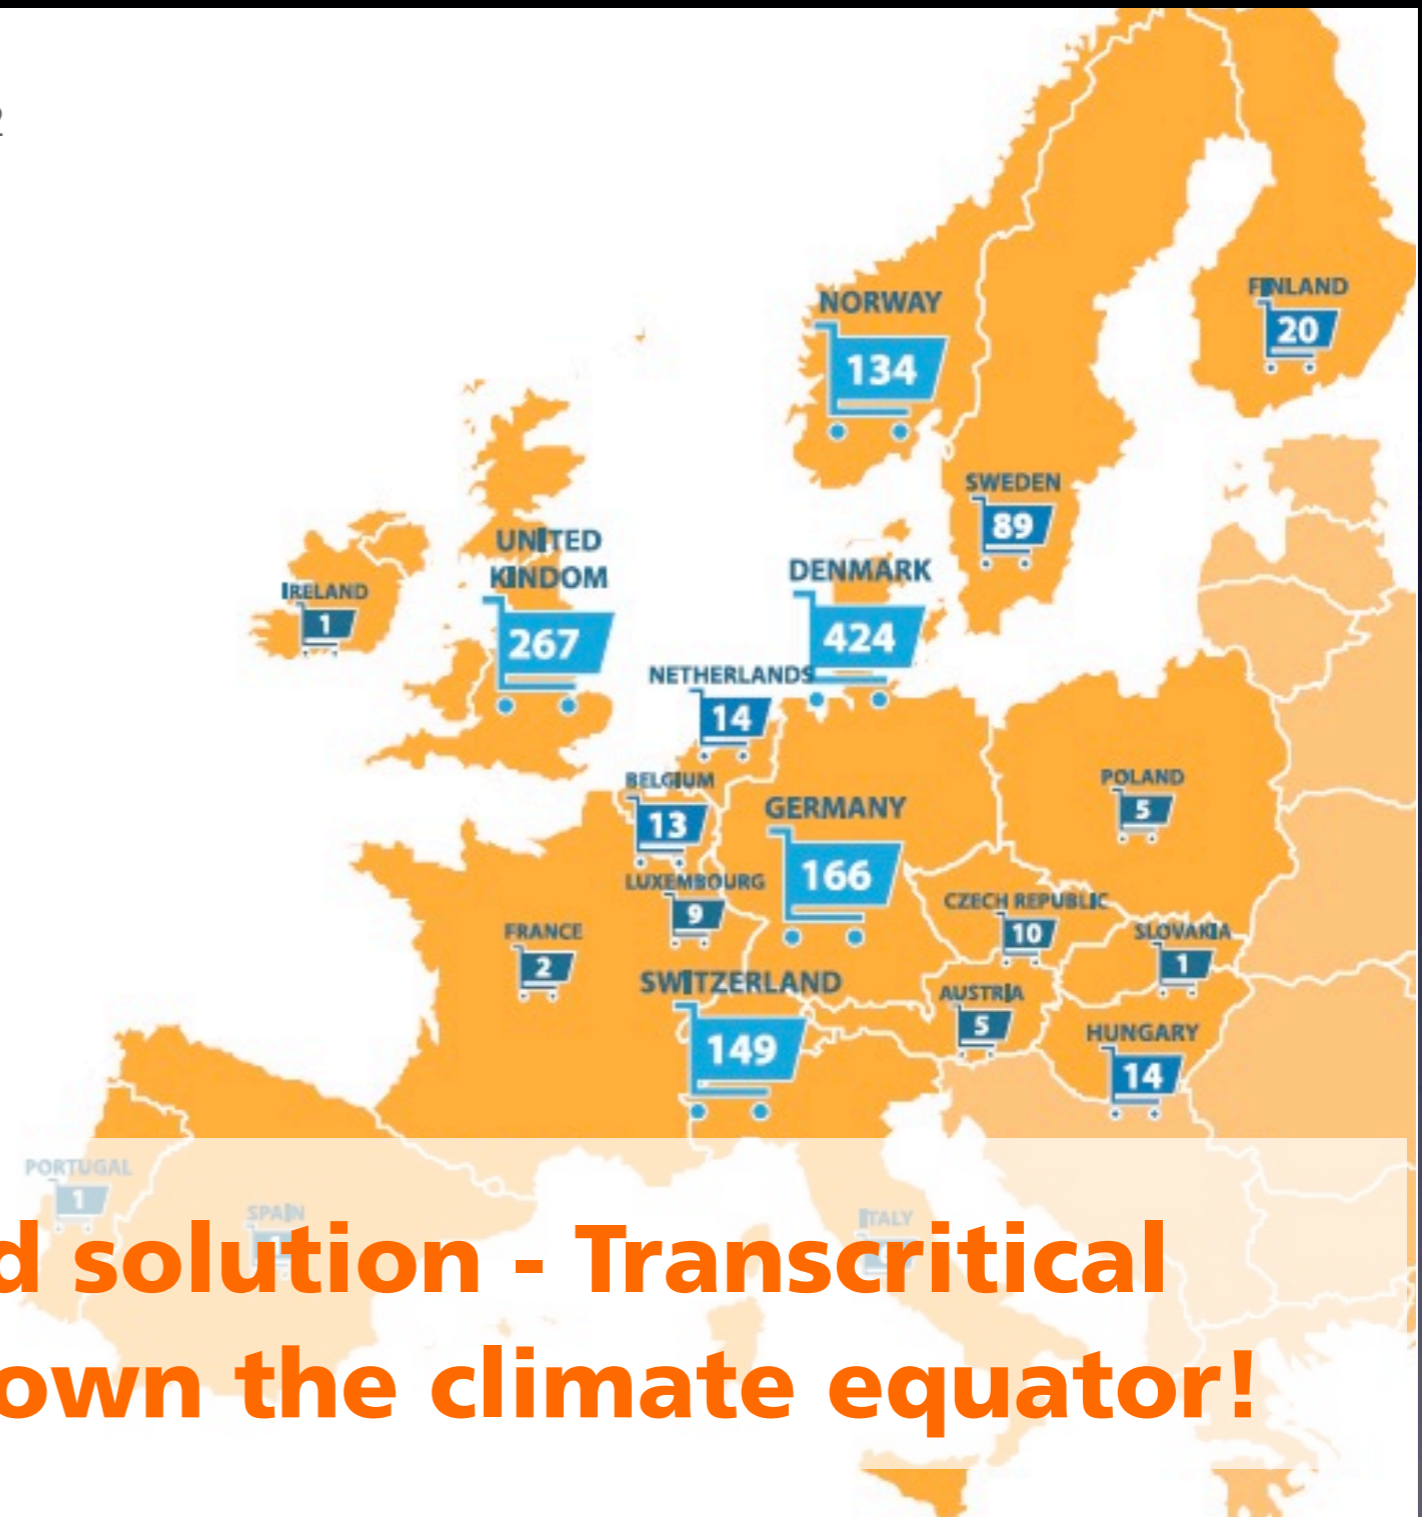 2
NORWAY
134
FINLAND
20
SWEDEN
89
UNITED
KINDOM
267
IRELAND
1
DENMARK
424
NETHERLANDS
14
BELGIUM
13
GERMANY
166
POLAND
5
LUXEMBOURG
9
CZECH REPUBLIC
10
SLOVAKIA
1
FRANCE
2
SWITZERLAND
149
AUSTRIA
5
HUNGARY
14
PORTUGAL
1
SPAIN
ITALY
d solution - Transcritical
own the climate equator!